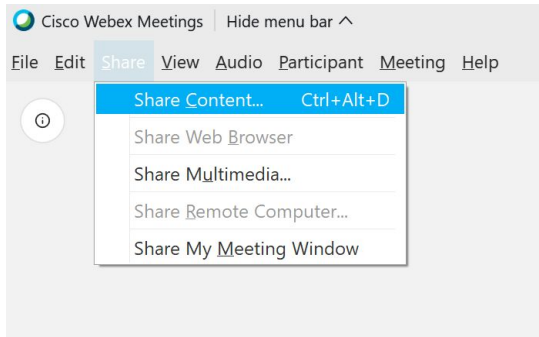 Cisco Webex Meetings Hide menu bar
File Edit Share View Audio Participant Meeting Help
Share Content... Ctrl+Alt+D
Share Web Browser
Share Multimedia...
Share Remote Computer...
Share My Meeting Window